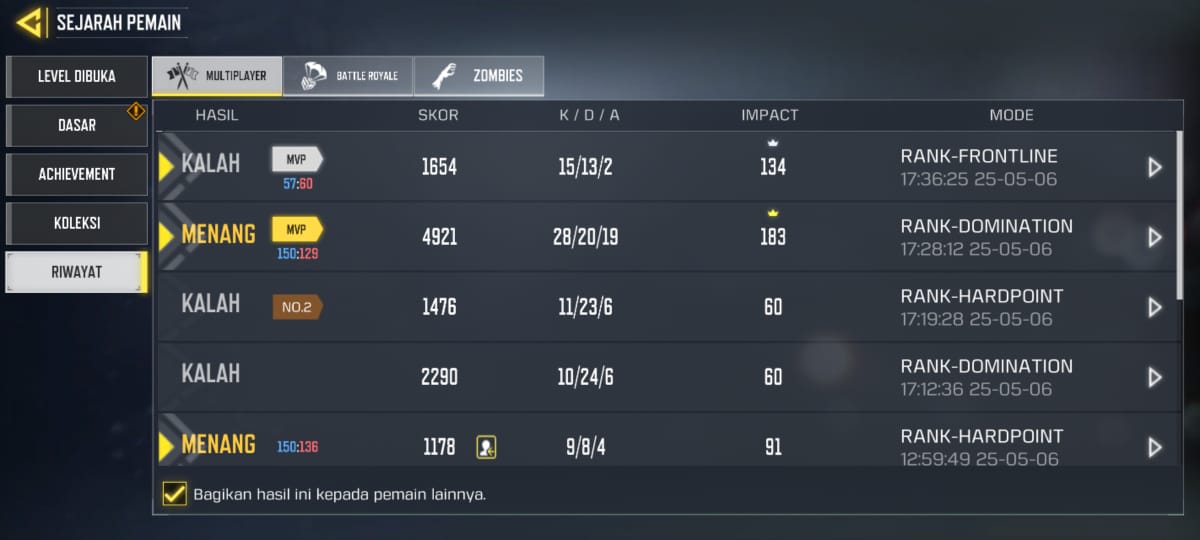 SEJARAH PEMAIN
LEVEL DIBUKA
DASAR
ACHIEVEMENT
KOLEKSI
RIWAYAT
MULTIPLAYER BATTLE ROYALE ZOMBIES
HASIL SKOR K / D / A IMPACT MODE
KALAH MVP 57:60 1654 15/13/2 134 RANK-FRONTLINE
17:36:25 25-05-06
MENANG MVP 150:129 4921 28/20/19 183 RANK-DOMINATION
17:28:12 25-05-06
KALAH NO.2 1476 11/23/6 60 RANK-HARDPOINT
17:19:28 25-05-06
KALAH 2290 10/24/6 60 RANK-DOMINATION
17:12:36 25-05-06
MENANG 150:136 1178 9/8/4 91 RANK-HARDPOINT
12:59:49 25-05-06
Bagikan hasil ini kepada pemain lainnya.